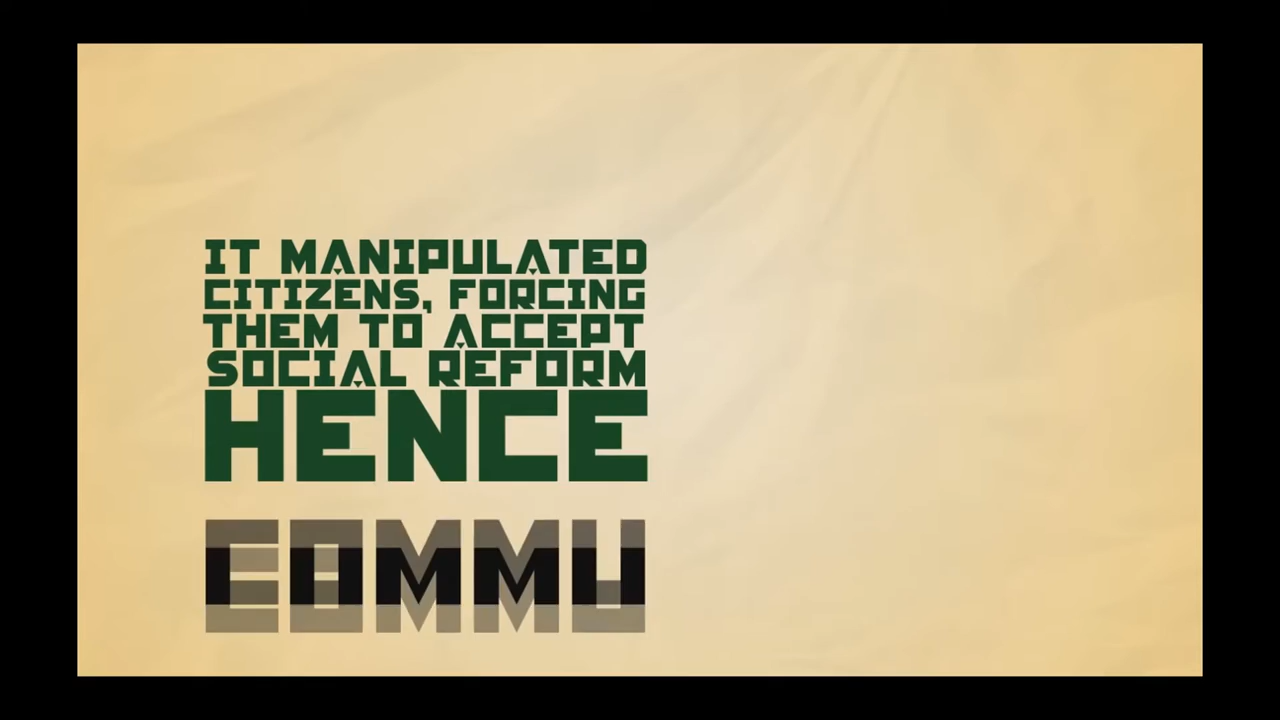 IT MANIPULATED
CITIZENS, FORCING
THEM TO ACCEPT
SOCIAL REFORM
HENCE
COMMU